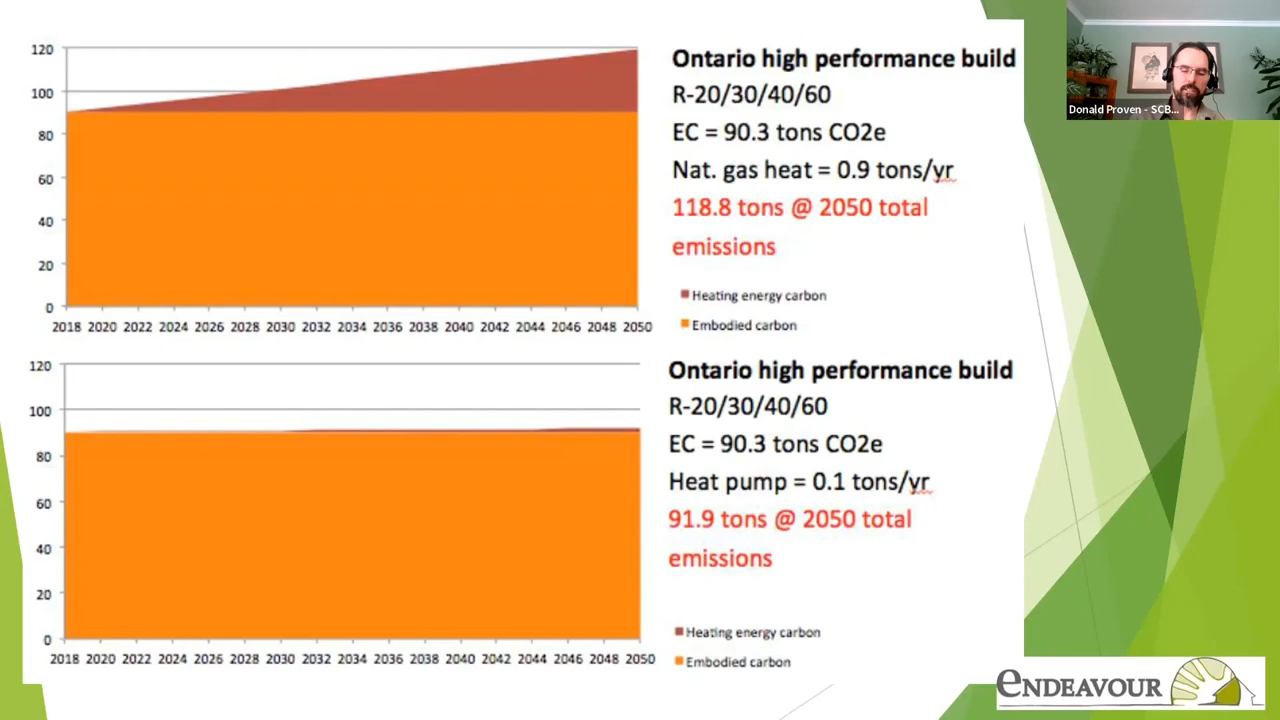 120
100
80
60
40
20
0
2018 2020 2022 2024 2026 2028 2030 2032 2034 2036 2038 2040 2042 2044 2046 2048 2050
Ontario high performance build
R-20/30/40/60
EC = 90.3 tons CO2e
Nat. gas heat = 0.9 tons/yr
118.8 tons @ 2050 total
emissions
Heating energy carbon
Embodied carbon
Donald Proven - SCB...
120
100
80
60
40
20
0
2018 2020 2022 2024 2026 2028 2030 2032 2034 2036 2038 2040 2042 2044 2046 2048 2050
Ontario high performance build
R-20/30/40/60
EC = 90.3 tons CO2e
Heat pump = 0.1 tons/yr
91.9 tons @ 2050 total
emissions
Heating energy carbon
Embodied carbon
eNDEAVOUR